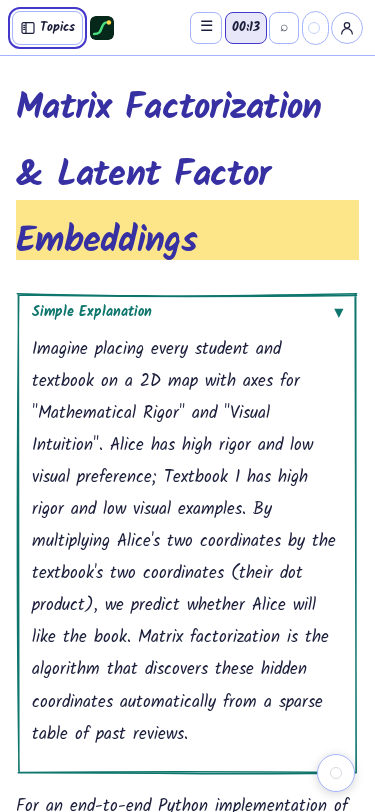 Topics
00:13
Matrix Factorization
& Latent Factor
Embeddings
Simple Explanation
Imagine placing every student and
textbook on a 2D map with axes for
"Mathematical Rigor" and "Visual
Intuition". Alice has high rigor and low
visual preference; Textbook 1 has high
rigor and low visual examples. By
multiplying Alice's two coordinates by the
textbook's two coordinates (their dot
product), we predict whether Alice will
like the book. Matrix factorization is the
algorithm that discovers these hidden
coordinates automatically from a sparse
table of past reviews.
For an end-to-end Python implementation of